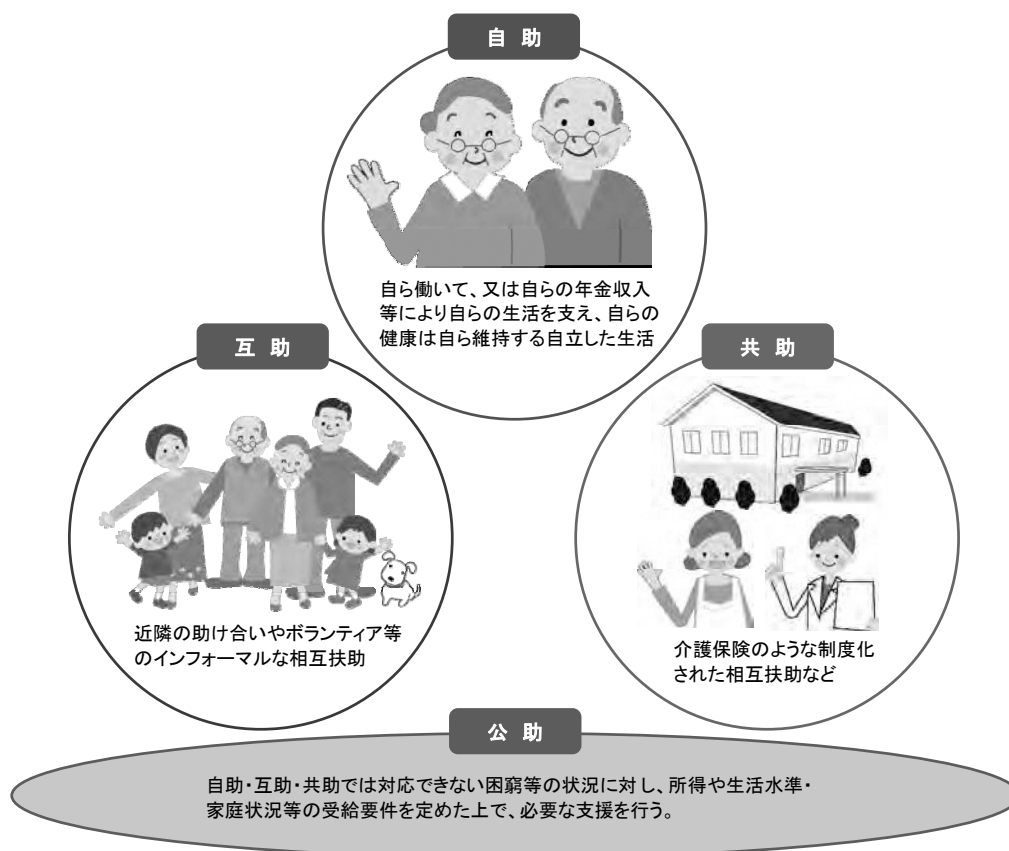 自助
自ら働いて、又は自らの年金収入
等により自らの生活を支え、自らの
健康は自ら維持する自立した生活
互助
近隣の助け合いやボランティア等
のインフォーマルな相互扶助
共助
介護保険のような制度化
された相互扶助など
公助
自助・互助・共助では対応できない困窮等の状況に対し、所得や生活水準・
家庭状況等の受給要件を定めた上で、必要な支援を行う。